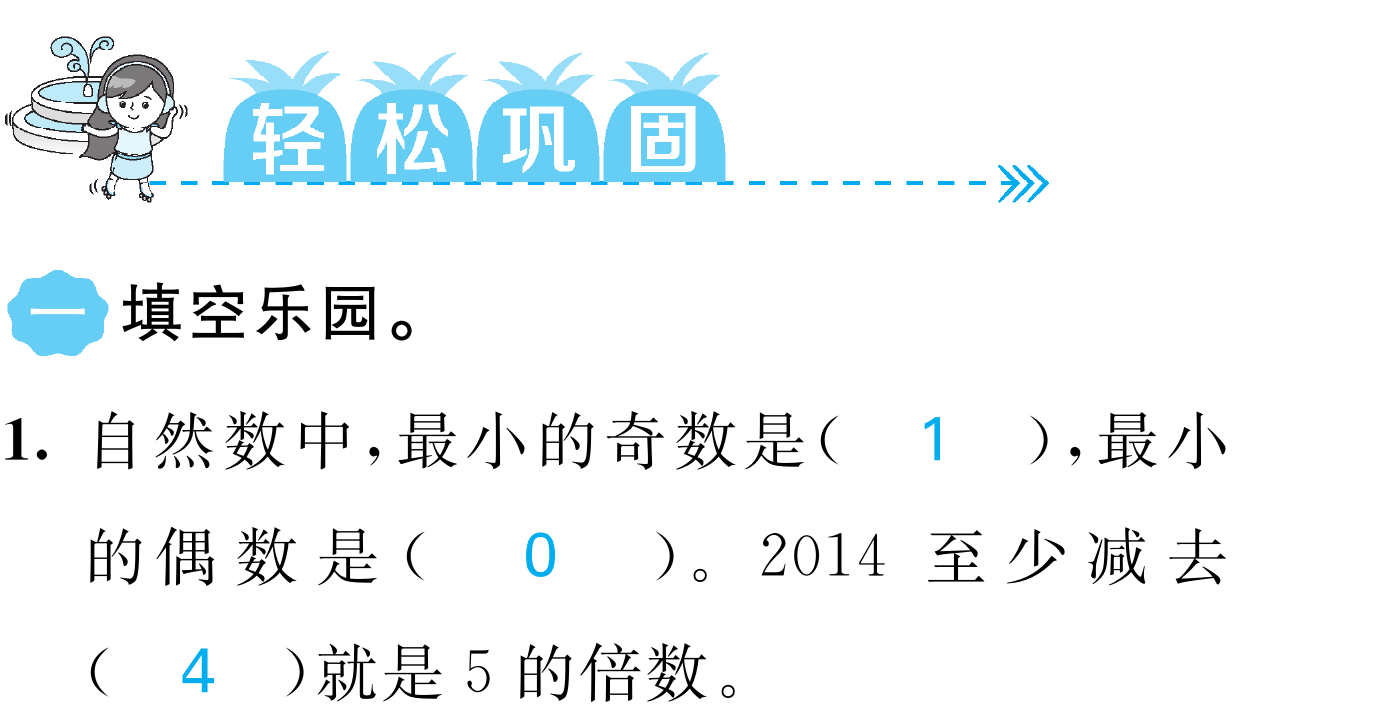 轻松巩固
一 填空乐园。
1. 自然数中,最小的奇数是( 1 ),最小
的偶数是( 0 )。2014 至少减去
( 4 )就是 5 的倍数。